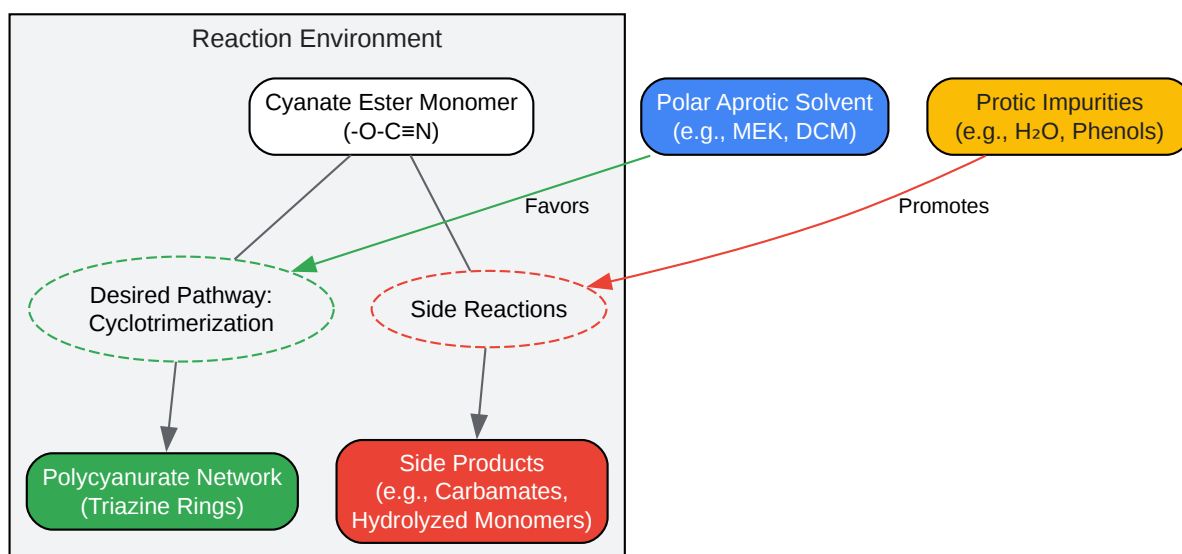 Reaction Environment
Cyanate Ester Monomer
(-O-C≡N)
Polar Aprotic Solvent
(e.g., MEK, DCM)
Protic Impurities
(e.g., H₂O, Phenols)
Favors
Promotes
Desired Pathway:
Cyclotrimerization
Side Reactions
Polycyanurate Network
(Triazine Rings)
Side Products
(e.g., Carbamates,
Hydrolyzed Monomers)